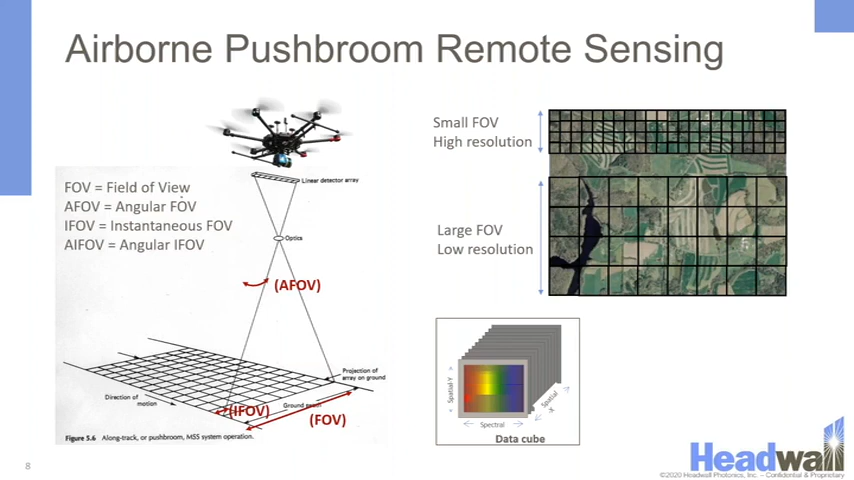 Airborne Pushbroom Remote Sensing
FOV = Field of View
AFOV = Angular FOV
IFOV = Instantaneous FOV
AIFOV = Angular IFOV
Linear detector array
Optics
(AFOV)
Projection of
array on ground
Direction of
motion
Ground
(IFOV)
(FOV)
Figure 5.6 Along-track, or pushbroom, MSS system operation.
Small FOV
High resolution
Large FOV
Low resolution
Spatial Y
Spectral
Spatial
-X
Data cube
8
Headwall
©2020 Headwall Photonics, Inc. – Confidential & Proprietary